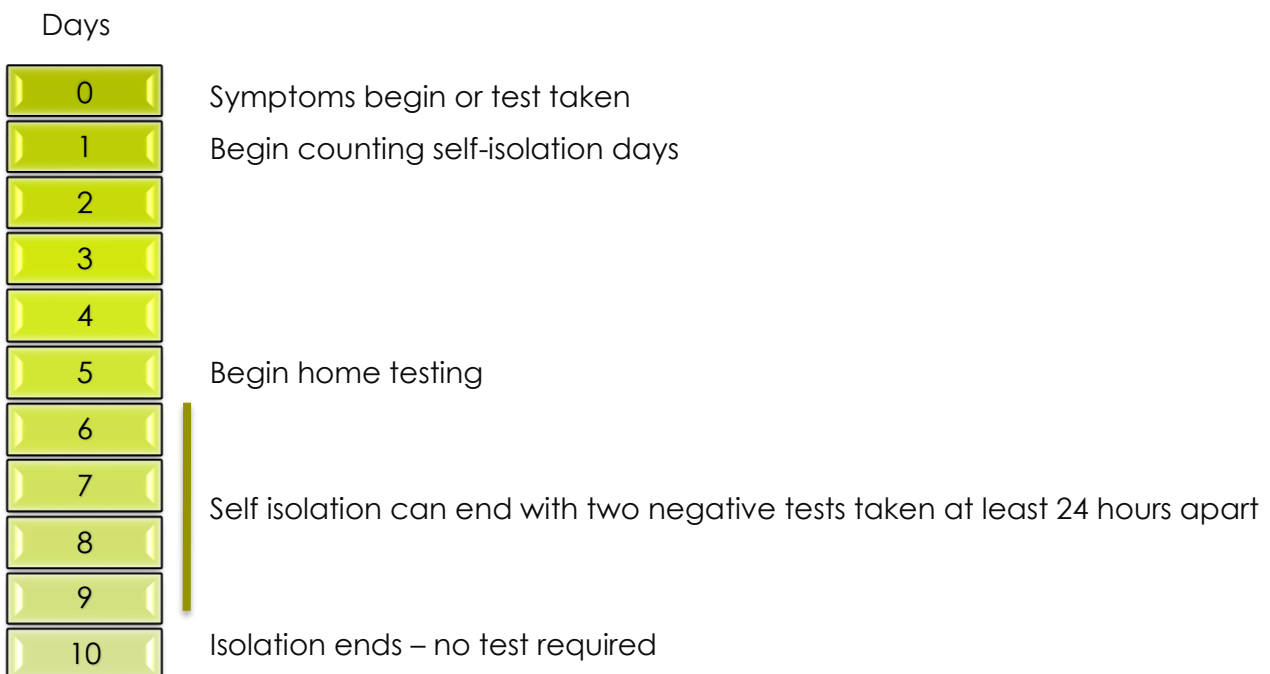 Days
0 Symptoms begin or test taken
1 Begin counting self-isolation days
2
3
4
5 Begin home testing
6
7
Self isolation can end with two negative tests taken at least 24 hours apart
8
9
10 Isolation ends – no test required